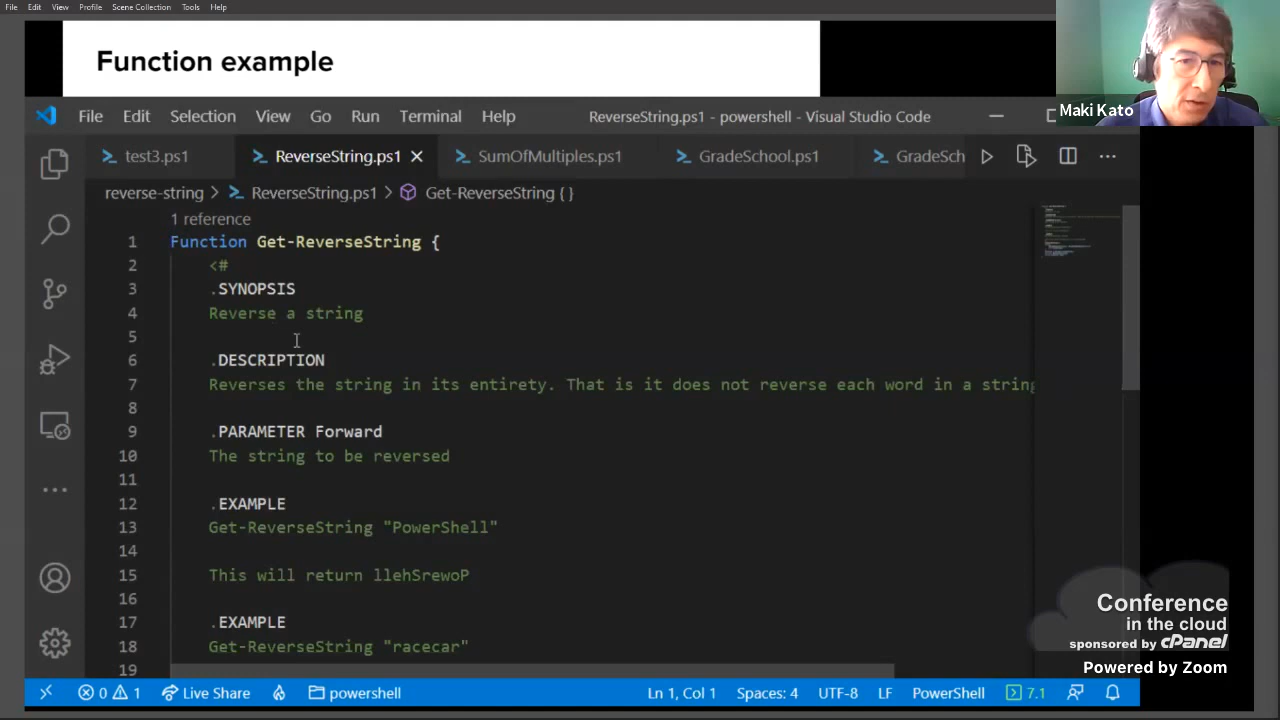 File Edit View Profile Scene Collection Tools Help
Function example
Maki Kato
File Edit Selection View Go Run Terminal Help ReverseString.ps1 - powershell - Visual Studio Code
test3.ps1 ReverseString.ps1 SumOfMultiples.ps1 GradeSchool.ps1 GradeSch
reverse-string > ReverseString.ps1 > Get-ReverseString { }
1 reference
1 Function Get-ReverseString {
2 <#
3 .SYNOPSIS
4 Reverse a string
5
6 .DESCRIPTION
7 Reverses the string in its entirety. That is it does not reverse each word in a string
8
9 .PARAMETER Forward
10 The string to be reversed
11
12 .EXAMPLE
13 Get-ReverseString "PowerShell"
14
15 This will return llehSrewoP
16
17 .EXAMPLE
18 Get-ReverseString "racecar"
19
Conference
in the cloud
sponsored by cPanel
Powered by Zoom
0 1 Live Share powershell Ln 1, Col 1 Spaces: 4 UTF-8 LF PowerShell 7.1